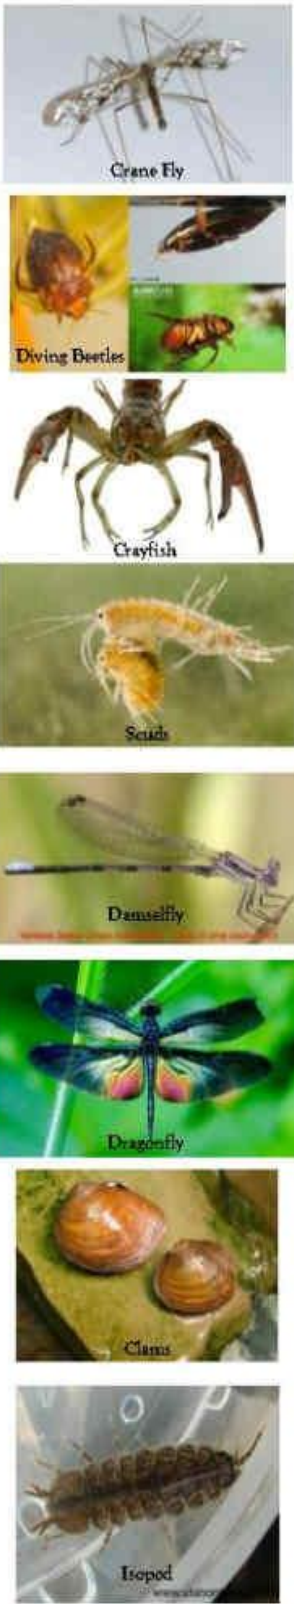 Crane Fly
Diving Beetles
Crayfish
Scuds
Damselfly
Dragonfly
Clams
Isopod